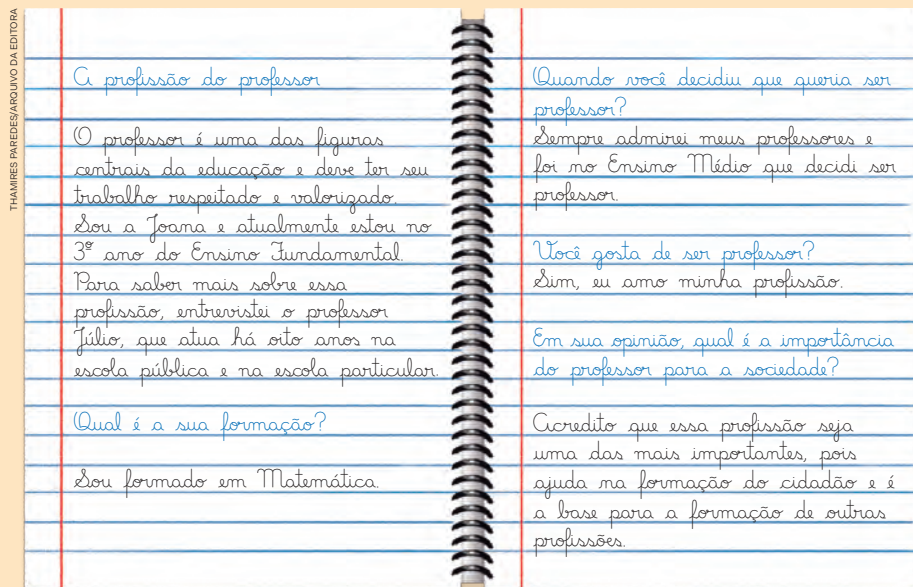 THAMIRES PAREDES/ARQUIVO DA EDITORA
A profissão do professor
O professor é uma das figuras
centrais da educação e deve ter seu
trabalho respeitado e valorizado.
Sou a Joana e atualmente estou no
3º ano do Ensino Fundamental.
Para saber mais sobre essa
profissão, entrevistei o professor
Júlio, que atua há oito anos na
escola pública e na escola particular.
Qual é a sua formação?
Sou formado em Matemática.
Quando você decidiu que queria ser
professor?
Sempre admirei meus professores e
foi no Ensino Médio que decidi ser
professor.
Você gosta de ser professor?
Sim, eu amo minha profissão.
Em sua opinião, qual é a importância
do professor para a sociedade?
Acredito que essa profissão seja
uma das mais importantes, pois
ajuda na formação do cidadão e é
a base para a formação de outras
profissões.